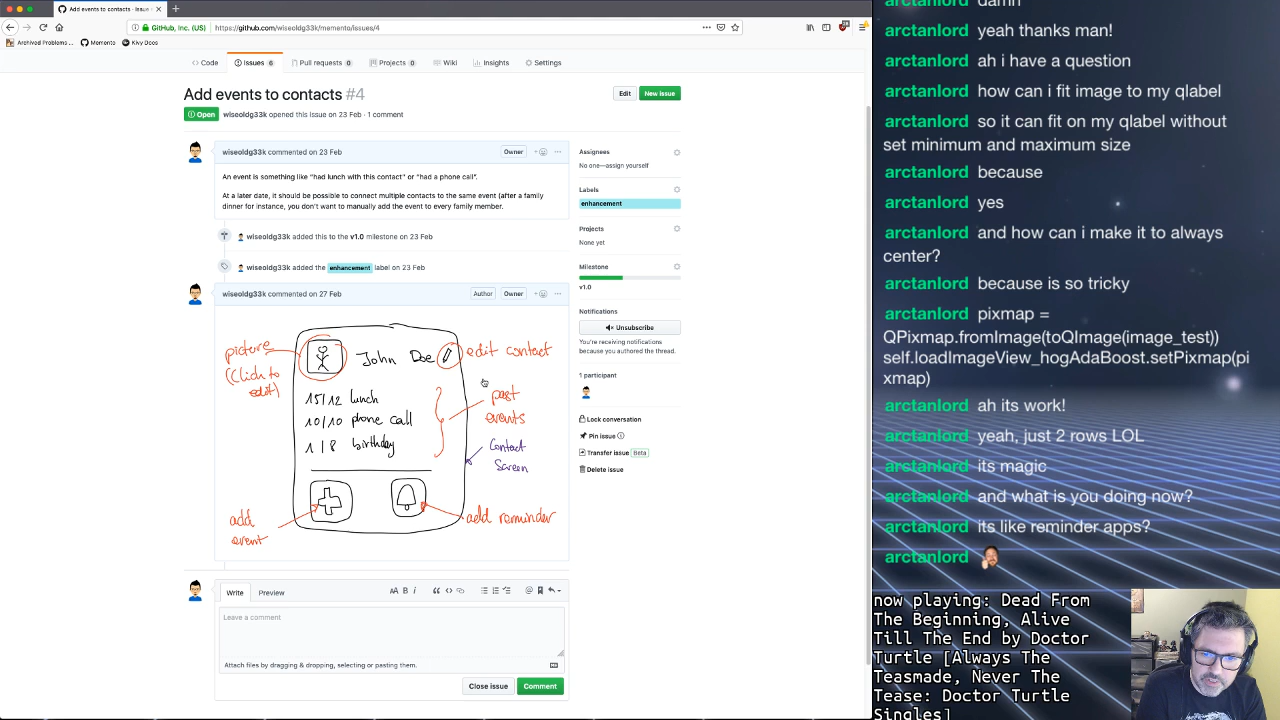 Add events to contacts · Issue
GitHub, Inc. (US)
https://github.com/wiseoldg33k/memento/issues/4
Archived Problems ...
Memento
Kivy Docs
Code
Issues 6
Pull requests 0
Projects 0
Wiki
Insights
Settings
Add events to contacts #4
Edit
New issue
Open
wiseoldg33k opened this issue on 23 Feb · 1 comment
wiseoldg33k commented on 23 Feb
Owner
An event is something like "had lunch with this contact" or "had a phone call".
At a later date, it should be possible to connect multiple contacts to the same event (after a family
dinner for instance, you don't want to manually add the event to every family member.
wiseoldg33k added this to the v1.0 milestone on 23 Feb
wiseoldg33k added the enhancement label on 23 Feb
wiseoldg33k commented on 27 Feb
Author
Owner
picture
(click to
edit)
John Doe
edit contact
15/12 lunch
10/10 phone call
1/8 birthday
past
events
Contact
Screen
add
event
add reminder
Write
Preview
AA B i
Leave a comment
Attach files by dragging & dropping, selecting or pasting them.
Close issue
Comment
Assignees
No one—assign yourself
Labels
enhancement
Projects
None yet
Milestone
v1.0
Notifications
Unsubscribe
You're receiving notifications
because you authored the thread.
1 participant
Lock conversation
Pin issue
Transfer issue Beta
Delete issue
damn
arctanlord yeah thanks man!
arctanlord ah i have a question
arctanlord how can i fit image to my qlabel
arctanlord so it can fit on my qlabel without
set minimum and maximum size
arctanlord because
arctanlord yes
arctanlord and how can i make it to always
center?
arctanlord because is so tricky
arctanlord pixmap =
QPixmap.fromImage(toqimage(image_test))
self.loadImageView_hogAdaBoost.setPixmap(pi
xmap)
arctanlord ah its work!
arctanlord yeah, just 2 rows LOL
arctanlord its magic
arctanlord and what is you doing now?
arctanlord its like reminder apps?
arctanlord
now playing: Dead From
The Beginning, Alive
Till The End by Doctor
Turtle [Always The
Teasmade, Never The
Tease: Doctor Turtle
Singles]